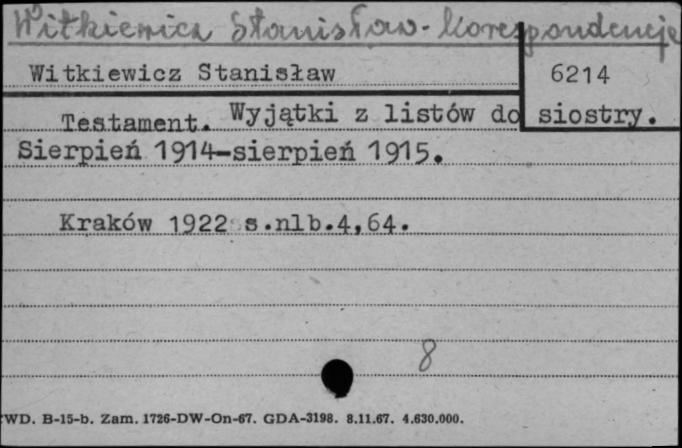 Witkiewicz Stanisław - Korespondencje
Witkiewicz Stanisław
6214
Testament. Wyjątki z listów do siostry.
Sierpień 1914-sierpień 1915.
Kraków 1922 s.nlb.4,64.
8
WD. B-15-b. Zam. 1726-DW-On-67. GDA-3198. 8.11.67. 4.630.000.